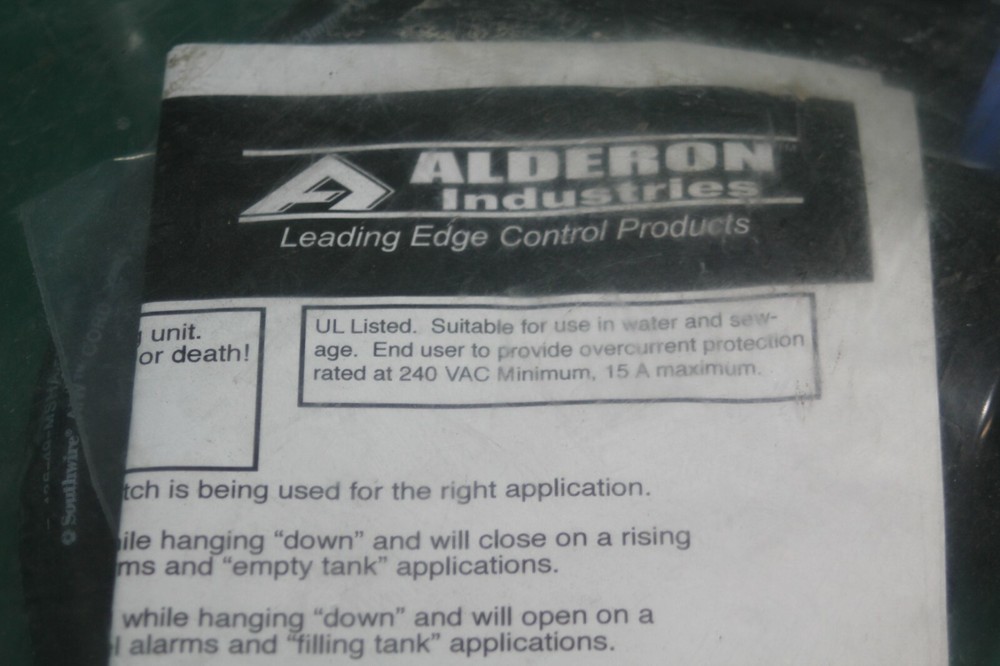 ALDERON
Industries
Leading Edge Control Products
unit.
or death!
UL Listed. Suitable for use in water and sew-
age. End user to provide overcurrent protection
rated at 240 VAC Minimum, 15 A maximum.
tch is being used for the right application.
ile hanging “down” and will close on a rising
ms and “empty tank” applications.
while hanging “down” and will open on a
l alarms and “filling tank” applications.
Southwire®